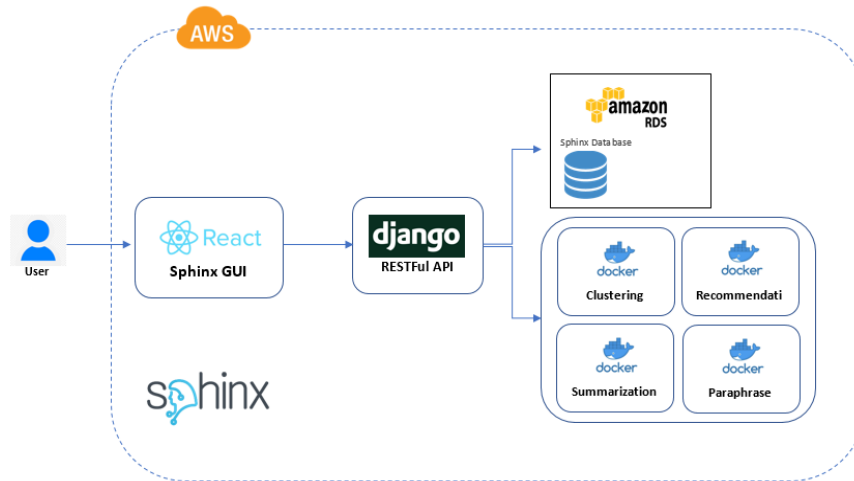 AWS
amazon
RDS
Sphinx Database
React
Sphinx GUI
django
RESTFul API
User
docker
Clustering
docker
Recommendati
docker
Summarization
docker
Paraphrase
sphinx